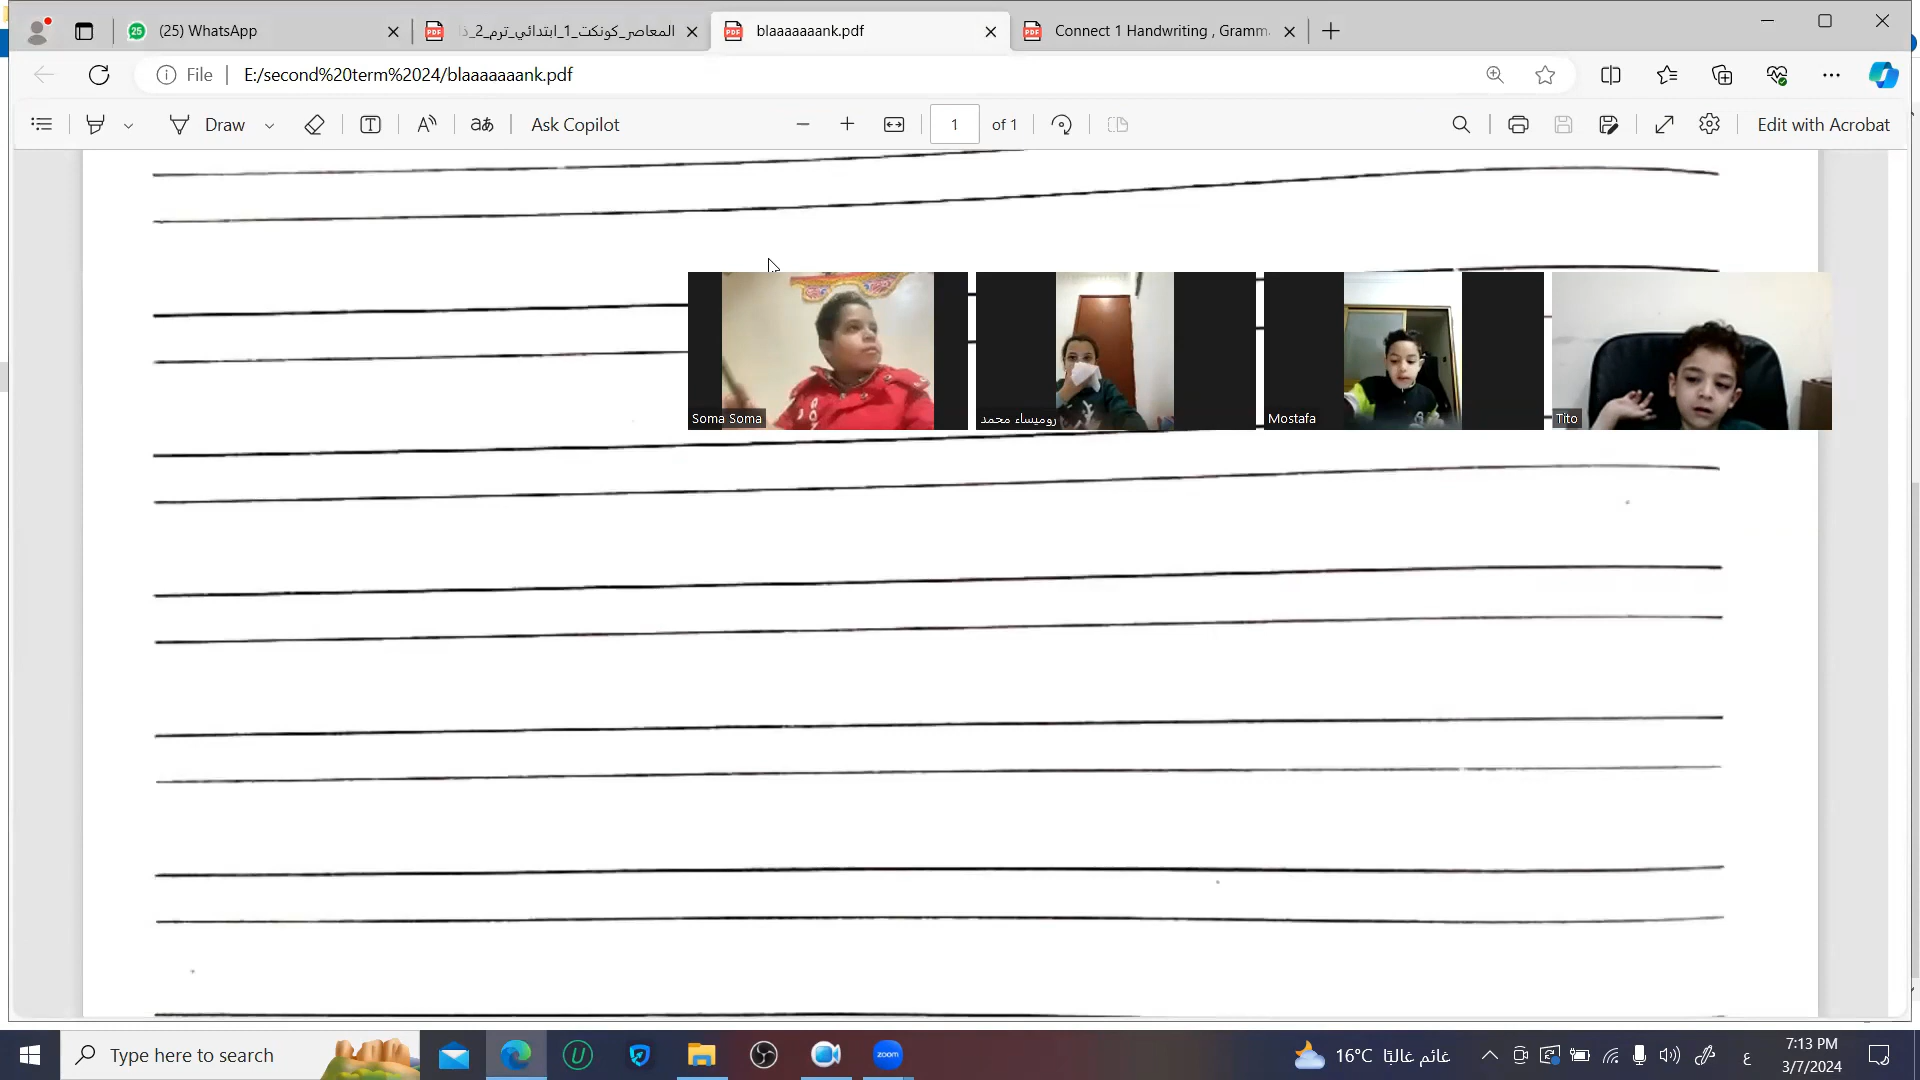 (25) WhatsApp
المعاصر_كونكت_1_ابتدائي_ترم_2_ذا
blaaaaaaank.pdf
Connect 1 Handwriting , Gramm
File
E:/second%20term%2024/blaaaaaaank.pdf
Draw
Ask Copilot
1
of 1
Edit with Acrobat
Soma Soma
روميساء محمد
Mostafa
Tito
Type here to search
zoom
16°C
غائم غالبًا
ع
7:13 PM
3/7/2024